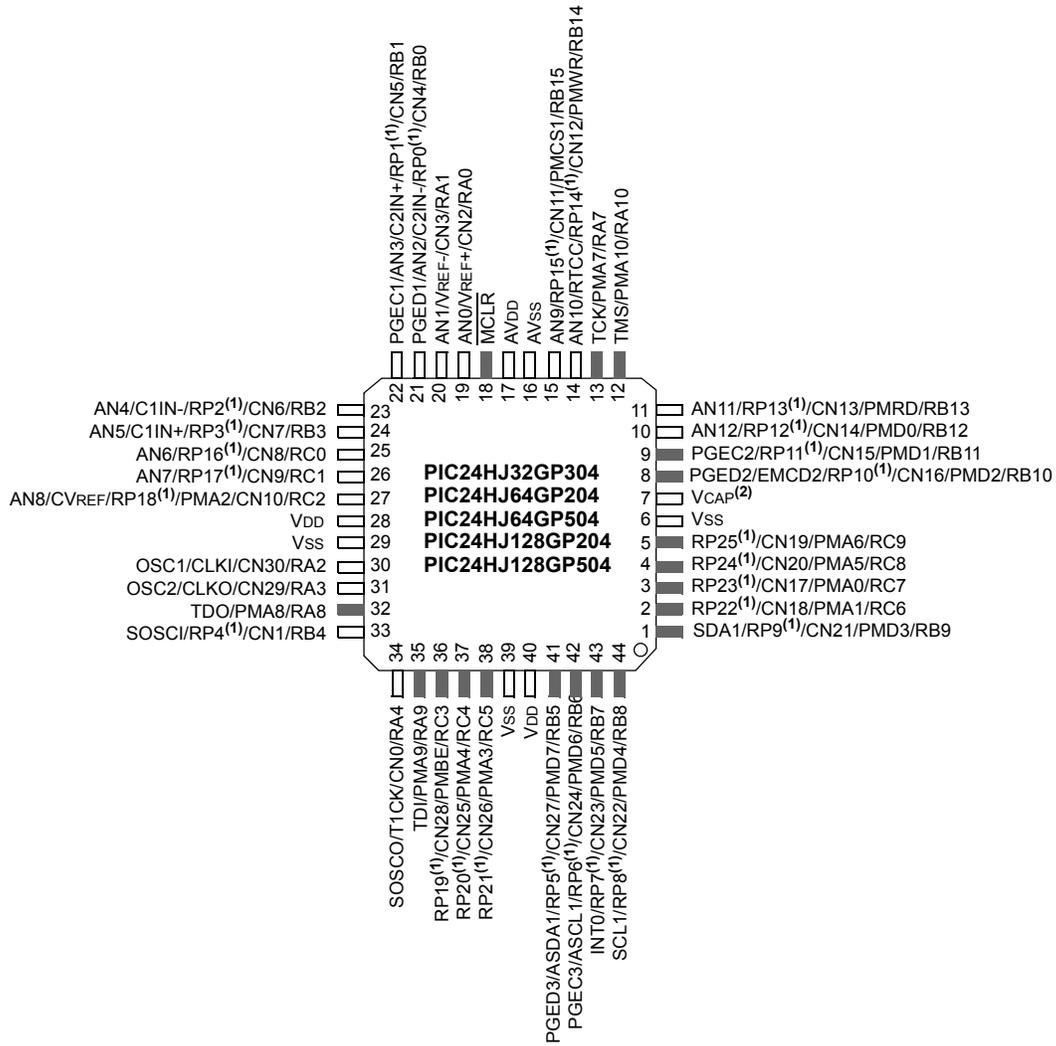 PGEC1/AN3/C2IN+/RP1(1)/CN5/RB1
PGED1/AN2/C2IN-/RP0(1)/CN4/RB0
AN1/VREF-/CN3/RA1
AN0/VREF+/CN2/RA0
MCLR
AVDD
AVSS
AN9/RP15(1)/CN11/PMCS1/RB15
AN10/RTCC/RP14(1)/CN12/PMWR/RB14
TCK/PMA7/RA7
TMS/PMA10/RA10
22 21 20 19 18 17 16 15 14 13 12
AN4/C1IN-/RP2(1)/CN6/RB2 23
AN5/C1IN+/RP3(1)/CN7/RB3 24
AN6/RP16(1)/CN8/RC0 25
AN7/RP17(1)/CN9/RC1 26
AN8/CVREF/RP18(1)/PMA2/CN10/RC2 27
VDD 28
VSS 29
OSC1/CLKI/CN30/RA2 30
OSC2/CLKO/CN29/RA3 31
TDO/PMA8/RA8 32
SOSCI/RP4(1)/CN1/RB4 33
PIC24HJ32GP304
PIC24HJ64GP204
PIC24HJ64GP504
PIC24HJ128GP204
PIC24HJ128GP504
11 AN11/RP13(1)/CN13/PMRD/RB13
10 AN12/RP12(1)/CN14/PMD0/RB12
9 PGEC2/RP11(1)/CN15/PMD1/RB11
8 PGED2/EMCD2/RP10(1)/CN16/PMD2/RB10
7 VCAP(2)
6 VSS
5 RP25(1)/CN19/PMA6/RC9
4 RP24(1)/CN20/PMA5/RC8
3 RP23(1)/CN17/PMA0/RC7
2 RP22(1)/CN18/PMA1/RC6
1 SDA1/RP9(1)/CN21/PMD3/RB9
34 35 36 37 38 39 40 41 42 43 44
SOSCO/T1CK/CN0/RA4
TDI/PMA9/RA9
RP19(1)/CN28/PMBE/RC3
RP20(1)/CN25/PMA4/RC4
RP21(1)/CN26/PMA3/RC5
VSS
VDD
PGED3/ASDA1/RP5(1)/CN27/PMD7/RB5
PGEC3/ASCL1/RP6(1)/CN24/PMD6/RB6
INT0/RP7(1)/CN23/PMD5/RB7
SCL1/RP8(1)/CN22/PMD4/RB8